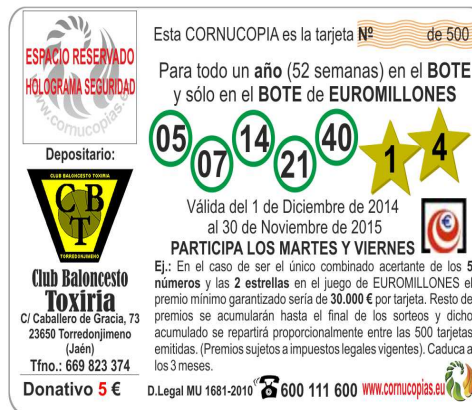 ESPACIO RESERVADO
HOLOGRAMA SEGURIDAD
www.cornucopias.eu
Depositario:
CLUB BALONCESTO TOXIRIA
C B
T
TORREDONJIMENO
Club Baloncesto
Toxiria
C/ Caballero de Gracia, 73
23650 Torredonjimeno
(Jaén)
Tfno.: 669 823 374
Donativo 5 €
Esta CORNUCOPIA es la tarjeta Nº de 500
Para todo un año (52 semanas) en el BOTE
y sólo en el BOTE de EUROMILLONES
05 07 14 21 40 1 4
Válida del 1 de Diciembre de 2014
al 30 de Noviembre de 2015
PARTICIPA LOS MARTES Y VIERNES
Ej.: En el caso de ser el único combinado acertante de los 5
números y las 2 estrellas en el juego de EUROMILLONES el
premio mínimo garantizado sería de 30.000 € por tarjeta. Resto de
premios se acumularán hasta el final de los sorteos y dicho
acumulado se repartirá proporcionalmente entre las 500 tarjetas
emitidas. (Premios sujetos a impuestos legales vigentes). Caduca a
los 3 meses.
D.Legal MU 1681-2010 600 111 600 www.cornucopias.eu